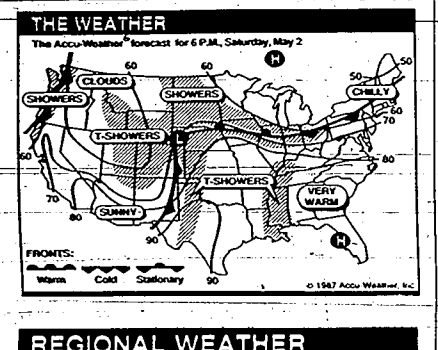 THE WEATHER
The Accu-Weather® forecast for 6 P.M., Saturday, May 2
H
60
60
50
50
CLOUDS
SHOWERS
SHOWERS
CHILLY
60
70
T-SHOWERS
L
80
60
T-SHOWERS
70
VERY
WARM
80
SUNNY
90
H
FRONTS:
Warm Cold Stationary
90
© 1987 Accu-Weather, Inc
REGIONAL WEATHER